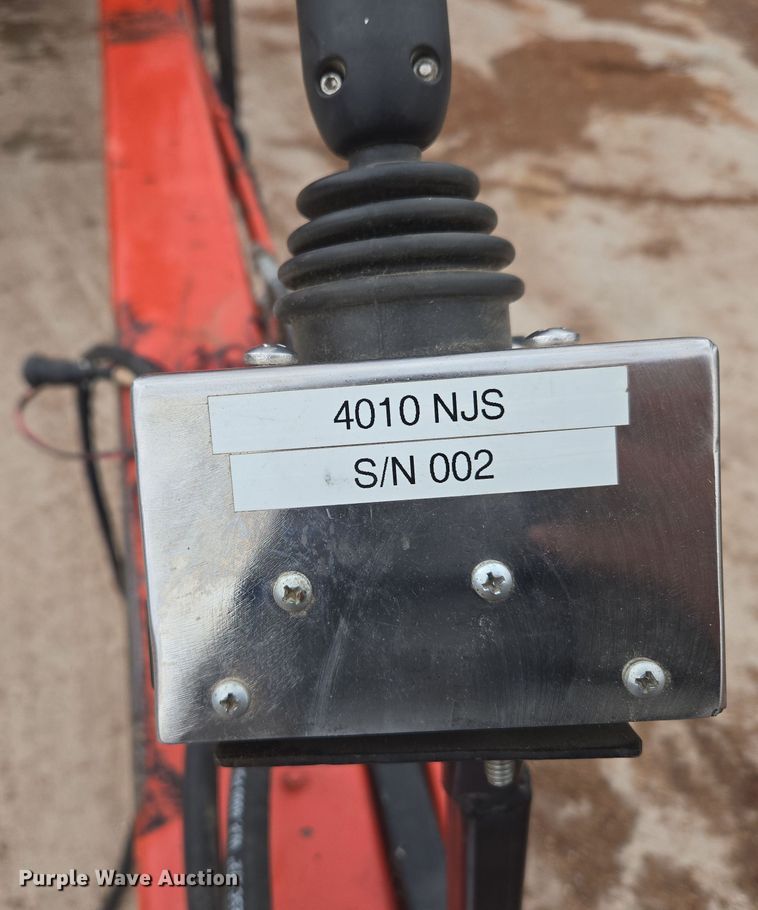 4010 NJS
S/N 002
Purple Wave Auction